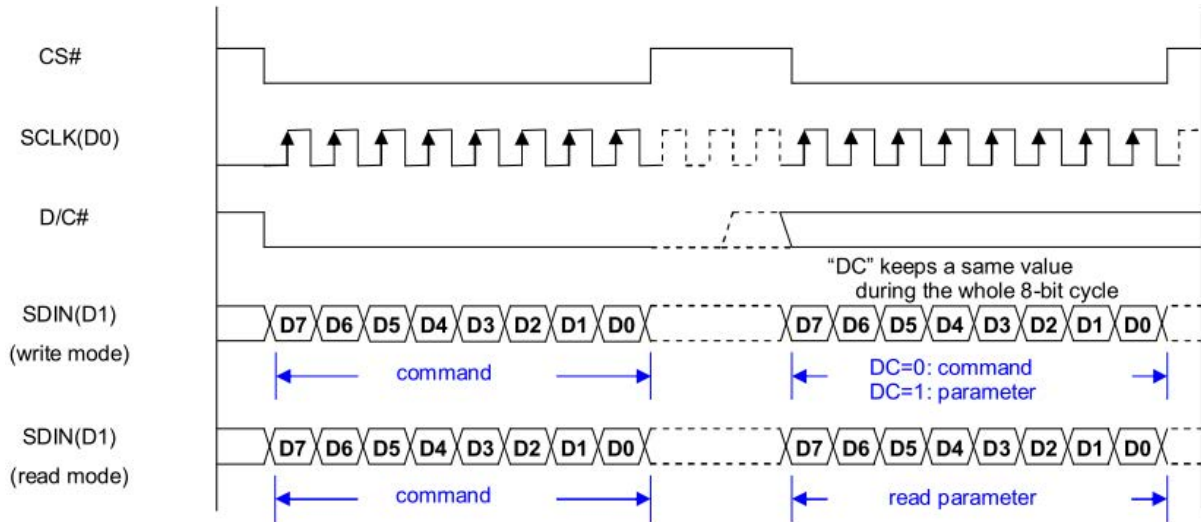 CS#
SCLK(D0)
D/C#
“DC” keeps a same value
during the whole 8-bit cycle
SDIN(D1)
(write mode)
D7 D6 D5 D4 D3 D2 D1 D0
D7 D6 D5 D4 D3 D2 D1 D0
command
DC=0: command
DC=1: parameter
SDIN(D1)
(read mode)
D7 D6 D5 D4 D3 D2 D1 D0
D7 D6 D5 D4 D3 D2 D1 D0
command
read parameter